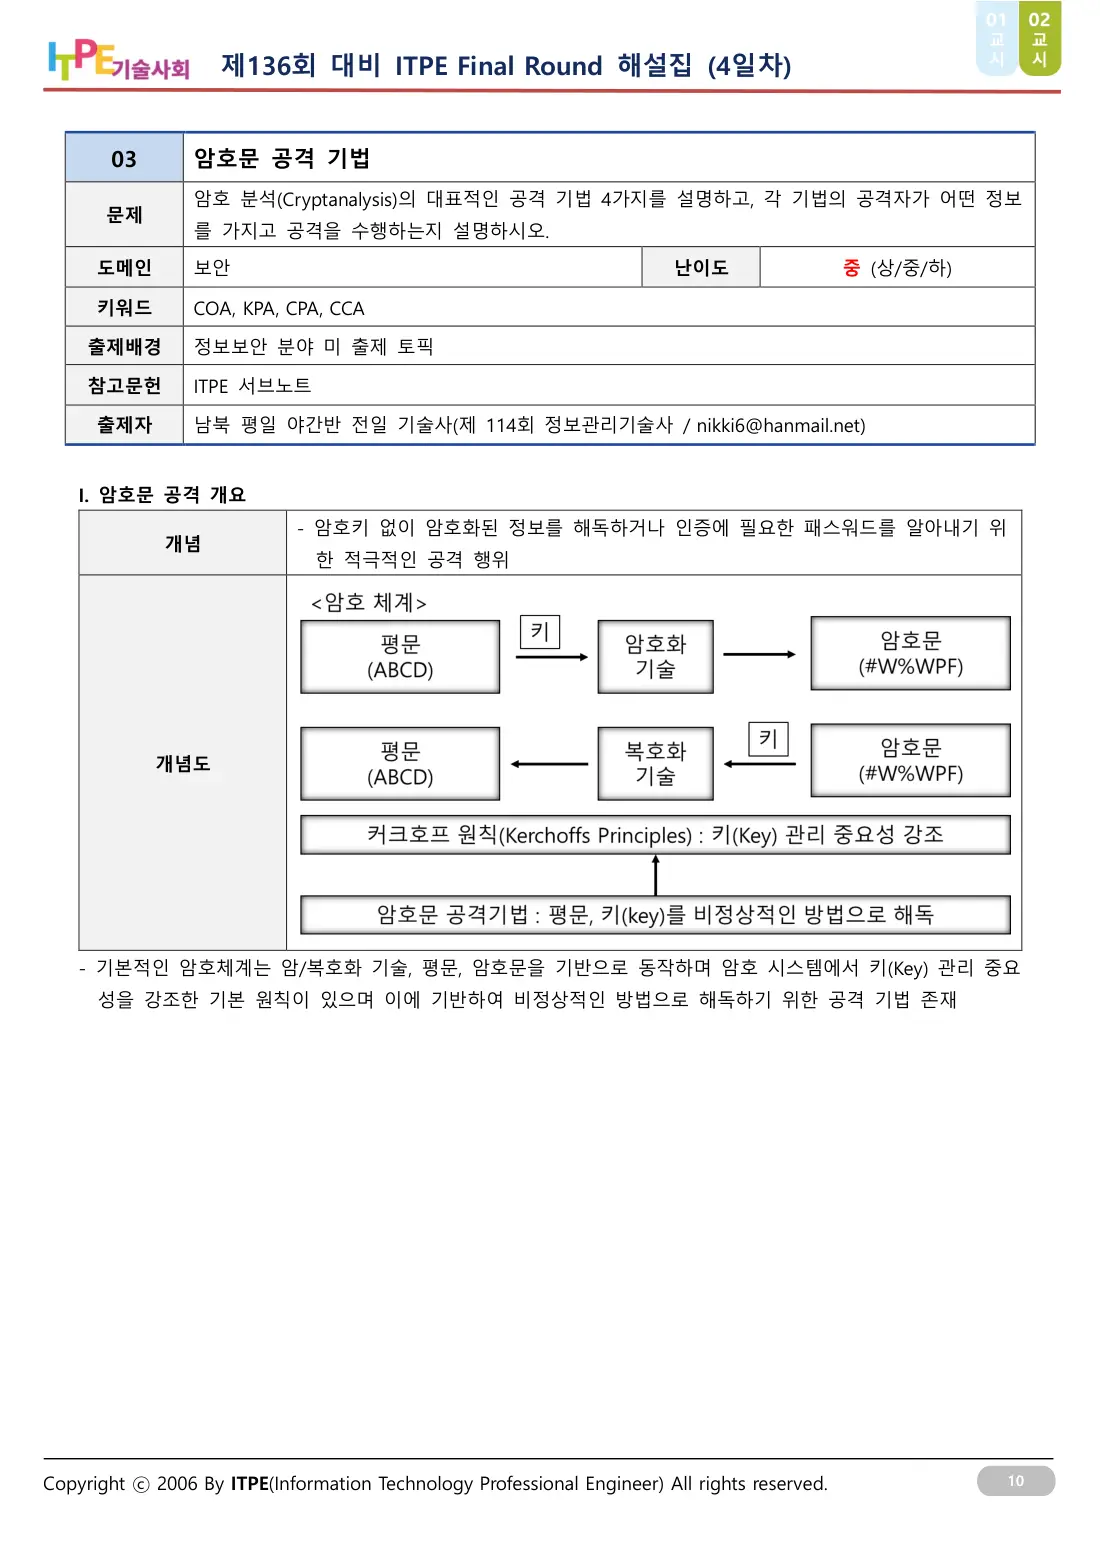 01
교
시
02
교
시
ITPE기술사회 제136회 대비 ITPE Final Round 해설집 (4일차)
03 암호문 공격 기법
문제 암호 분석(Cryptanalysis)의 대표적인 공격 기법 4가지를 설명하고, 각 기법의 공격자가 어떤 정보
를 가지고 공격을 수행하는지 설명하시오.
도메인 보안 난이도 중 (상/중/하)
키워드 COA, KPA, CPA, CCA
출제배경 정보보안 분야 미 출제 토픽
참고문헌 ITPE 서브노트
출제자 남북 평일 야간반 전일 기술사(제 114회 정보관리기술사 / nikki6@hanmail.net)
I. 암호문 공격 개요
개념 - 암호키 없이 암호화된 정보를 해독하거나 인증에 필요한 패스워드를 알아내기 위
한 적극적인 공격 행위
개념도
<암호 체계>
평문
(ABCD)
키
암호화
기술
암호문
(#W%WPF)
평문
(ABCD)
복호화
기술
키
암호문
(#W%WPF)
커크호프 원칙(Kerchoffs Principles) : 키(Key) 관리 중요성 강조
암호문 공격기법 : 평문, 키(key)를 비정상적인 방법으로 해독
- 기본적인 암호체계는 암/복호화 기술, 평문, 암호문을 기반으로 동작하며 암호 시스템에서 키(Key) 관리 중요
성을 강조한 기본 원칙이 있으며 이에 기반하여 비정상적인 방법으로 해독하기 위한 공격 기법 존재
Copyright ⓒ 2006 By ITPE(Information Technology Professional Engineer) All rights reserved.
10